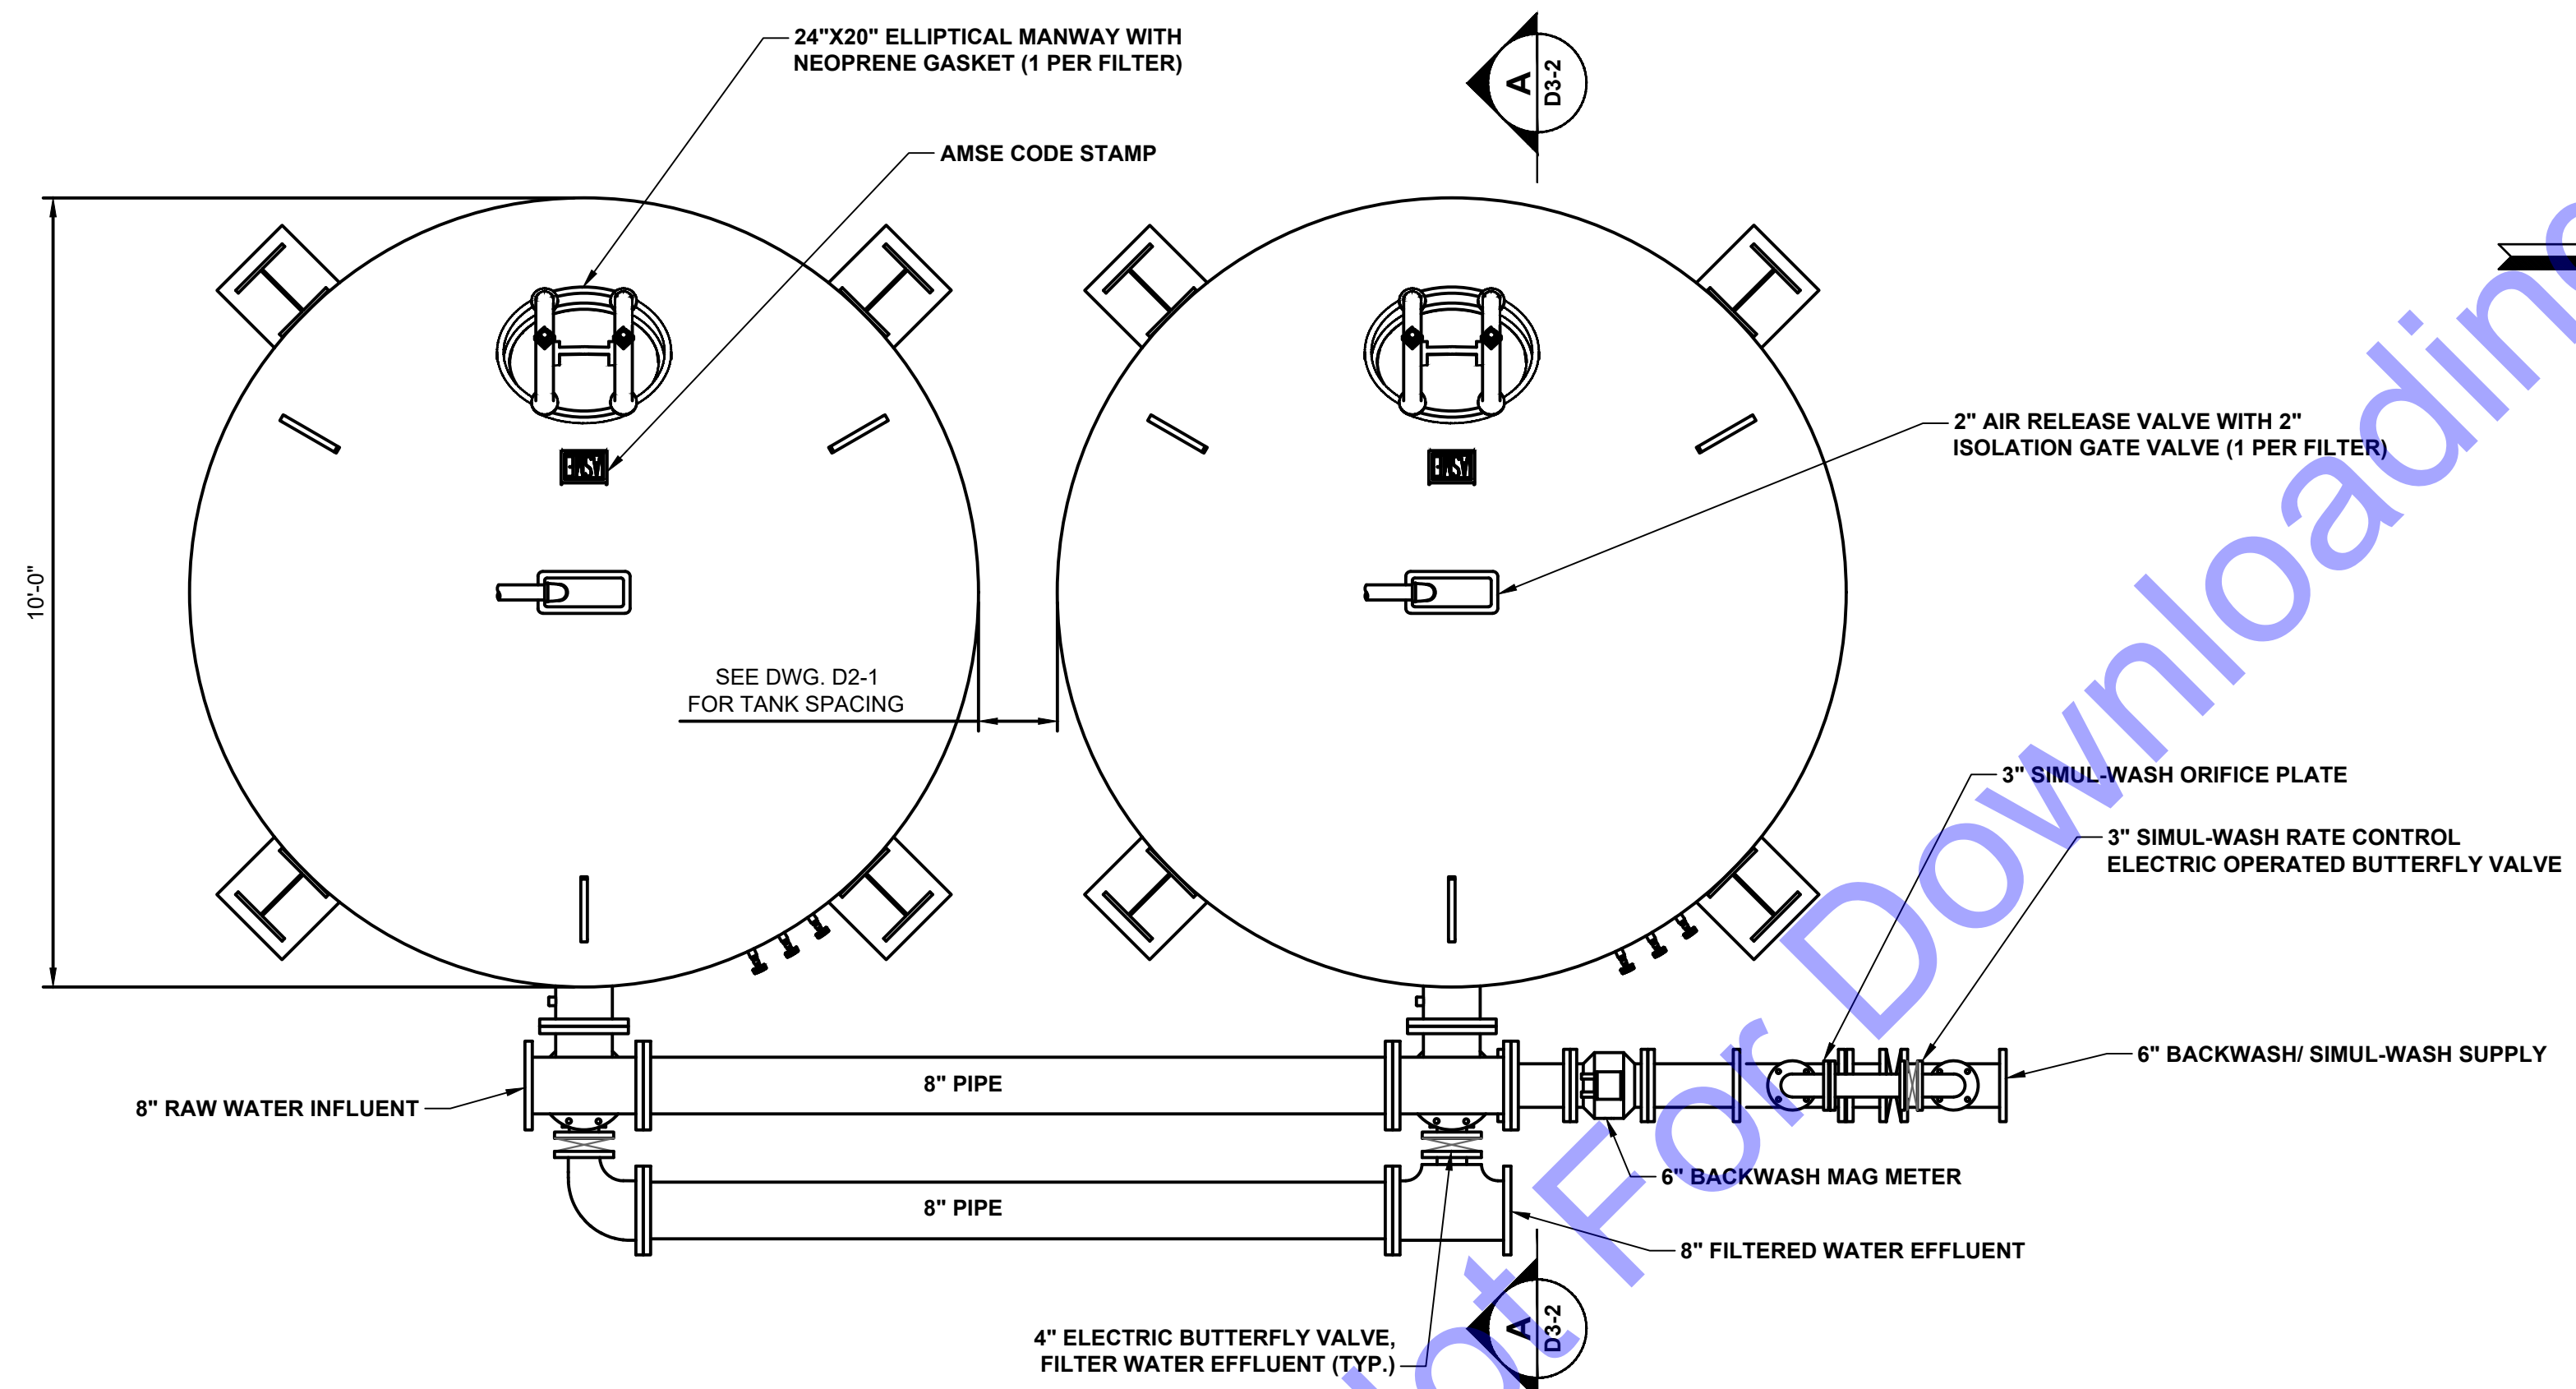 24"X20" ELLIPTICAL MANWAY WITH
NEOPRENE GASKET (1 PER FILTER)
A
D3-2
AMSE CODE STAMP
10'-0"
ASME
ASME
2" AIR RELEASE VALVE WITH 2"
ISOLATION GATE VALVE (1 PER FILTER)
SEE DWG. D2-1
FOR TANK SPACING
3" SIMUL-WASH ORIFICE PLATE
3" SIMUL-WASH RATE CONTROL
ELECTRIC OPERATED BUTTERFLY VALVE
6" BACKWASH/ SIMUL-WASH SUPPLY
8" PIPE
8" RAW WATER INFLUENT
6" BACKWASH MAG METER
8" PIPE
8" FILTERED WATER EFFLUENT
4" ELECTRIC BUTTERFLY VALVE,
FILTER WATER EFFLUENT (TYP.)
A
D3-2
For Downloading